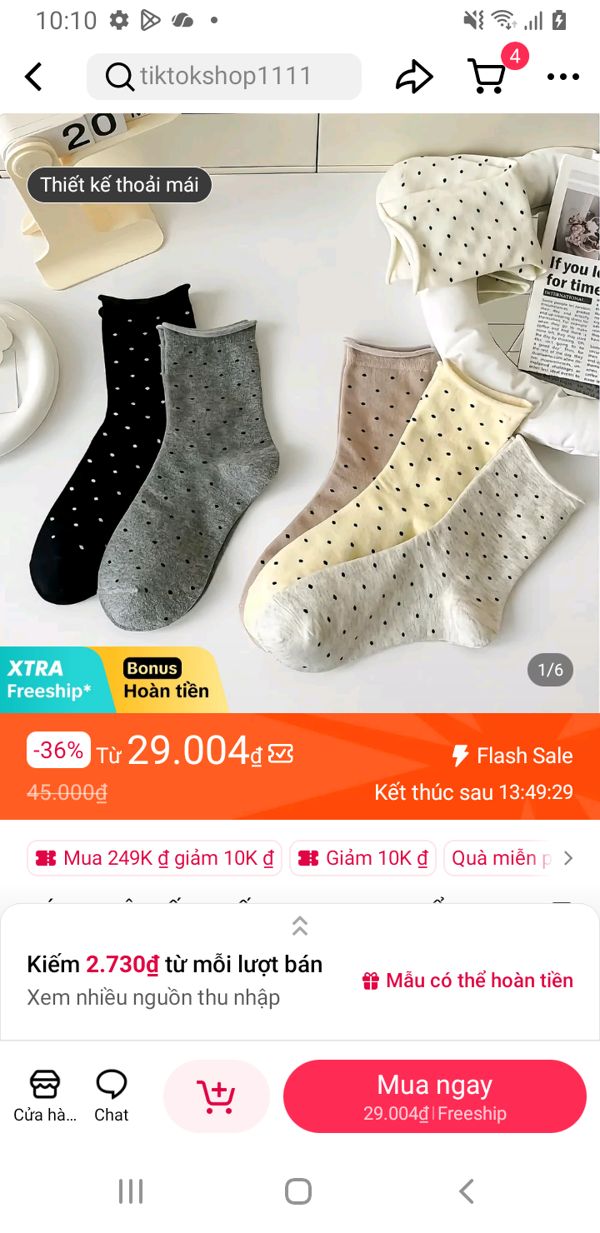 10:10
tiktokshop1111
4
20
Thiết kế thoải mái
If you l
for time
INTERNATIONAL
XTRA
Freeship*
Bonus
Hoàn tiền
1/6
-36% Từ 29.004₫
Flash Sale
45.000₫
Kết thúc sau 13:49:29
Mua 249K ₫ giảm 10K ₫
Giảm 10K ₫
Quà miễn p
Kiếm 2.730₫ từ mỗi lượt bán
Mẫu có thể hoàn tiền
Xem nhiều nguồn thu nhập
Cửa hà...
Chat
Mua ngay
29.004₫ | Freeship